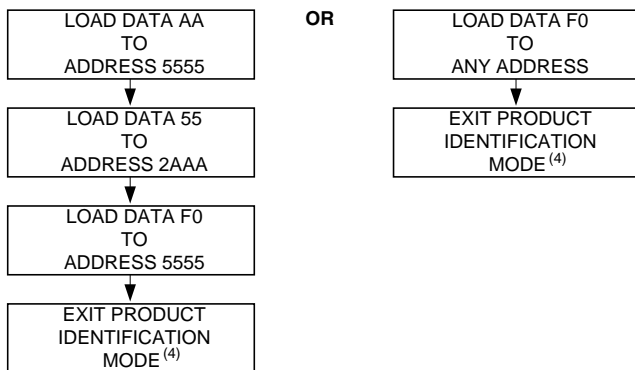 LOAD DATA AA
TO
ADDRESS 5555
LOAD DATA 55
TO
ADDRESS 2AAA
LOAD DATA F0
TO
ADDRESS 5555
EXIT PRODUCT
IDENTIFICATION
MODE (4)
OR
LOAD DATA F0
TO
ANY ADDRESS
EXIT PRODUCT
IDENTIFICATION
MODE (4)